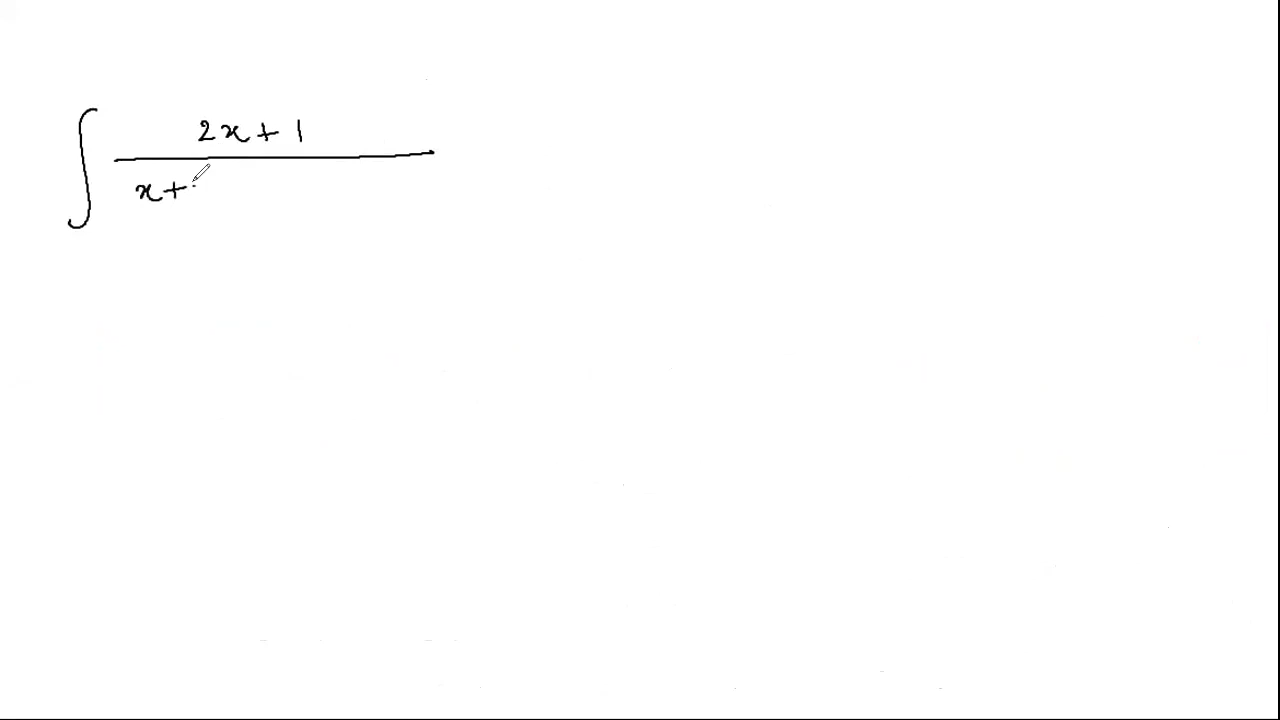 ∫ 2x + 1
x +